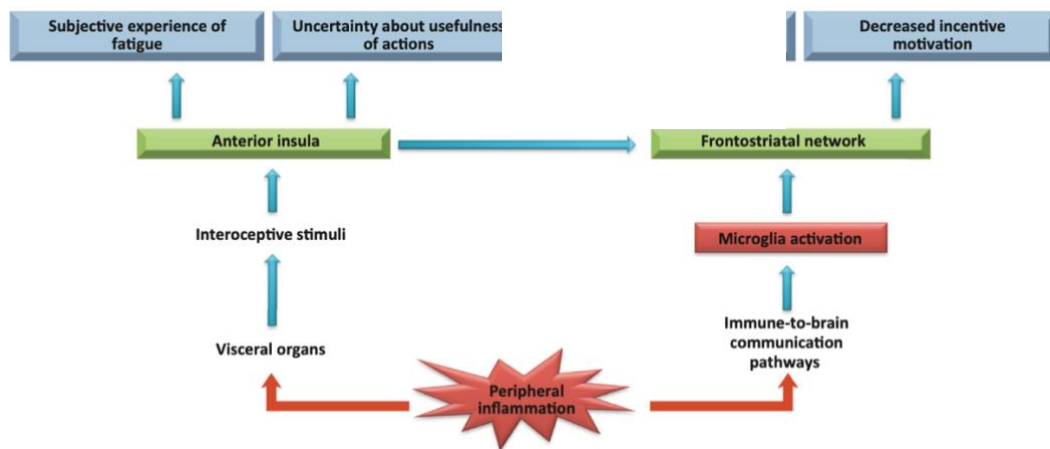 Subjective experience of
fatigue
Uncertainty about usefulness
of actions
Decreased incentive
motivation
Anterior insula
Frontostriatal network
Interoceptive stimuli
Microglia activation
Visceral organs
Immune-to-brain
communication
pathways
Peripheral
inflammation